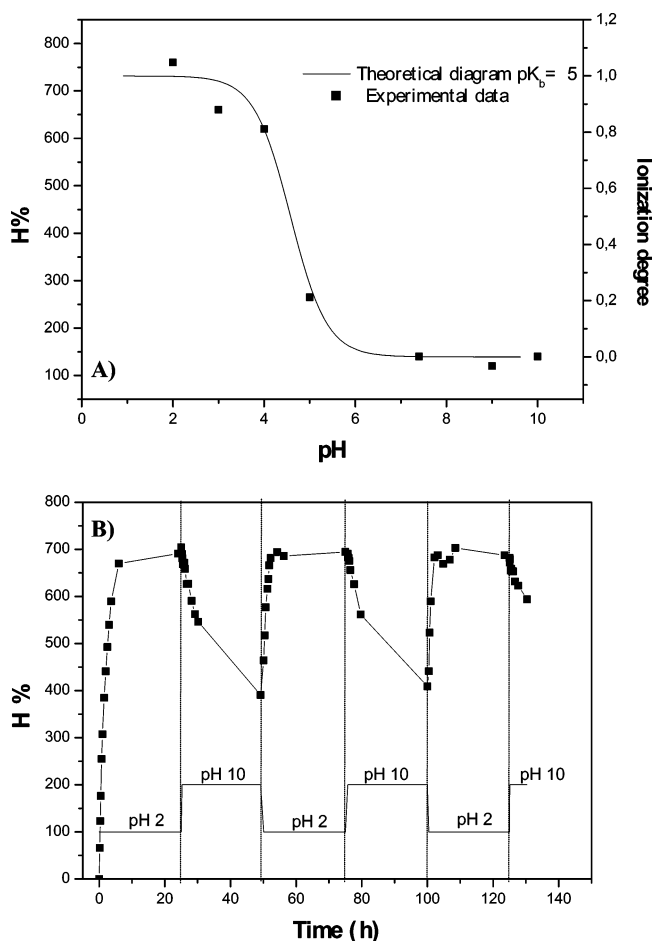 1,2
800
700
600
500
400
300
200
100
1,0
0,8
0,6
0,4
0,2
0,0
Theoretical diagram pKb= 5
Experimental data
H%
Ionization degree
A)
0 2 4 6 8 10
pH
B)
800
700
600
500
400
300
200
100
0
H %
pH 10 pH 10 pH 10
pH 2 pH 2 pH 2
0 20 40 60 80 100 120 140
Time (h)